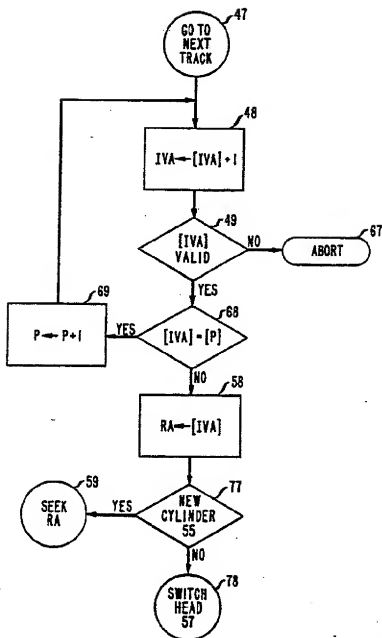 47
GO TO
NEXT
TRACK
48
IVA←[IVA]+1
49
[IVA]
VALID
NO
67
ABORT
YES
69
P←P+1
YES
68
[IVA]=[P]
NO
58
RA←[IVA]
59
SEEK
RA
YES
77
NEW
CYLINDER
55
NO
78
SWITCH
HEAD
57